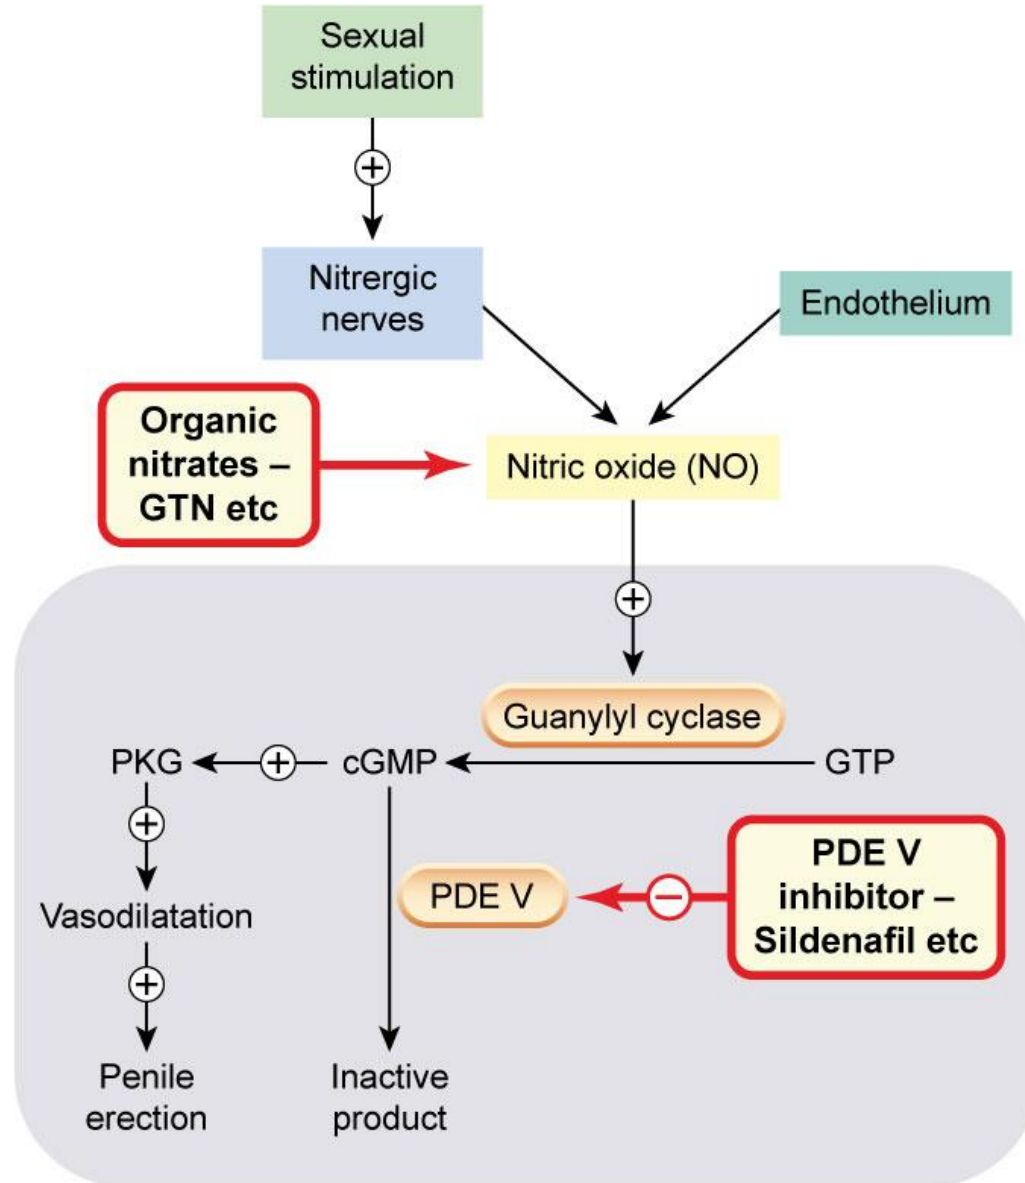 Sexual
stimulation
+
Nitrergic
nerves
Endothelium
Organic
nitrates –
GTN etc
Nitric oxide (NO)
+
Guanylyl cyclase
PKG + cGMP GTP
+
PDE V
PDE V
inhibitor –
Sildenafil etc
−
Vasodilatation
+
Penile
erection
Inactive
product